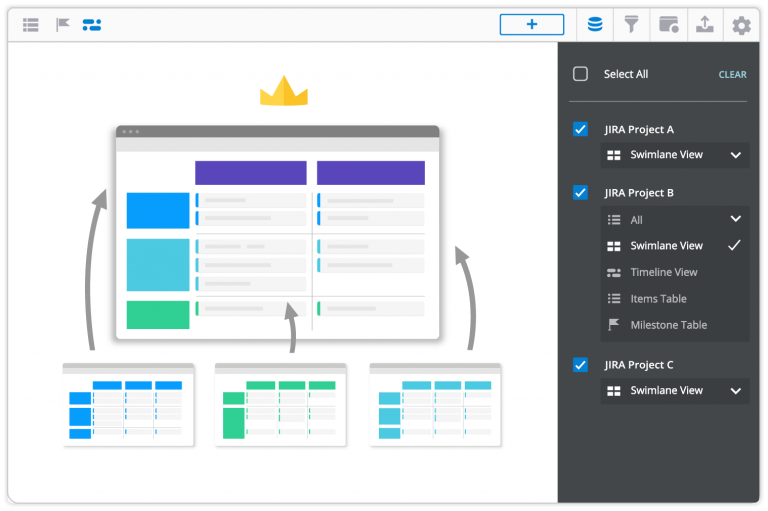 +
Select All
CLEAR
JIRA Project A
Swimlane View
JIRA Project B
All
Swimlane View
Timeline View
Items Table
Milestone Table
JIRA Project C
Swimlane View